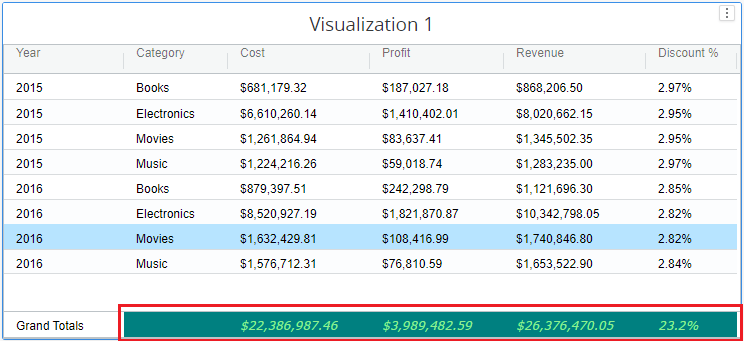 Visualization 1
Year Category Cost Profit Revenue Discount %
2015 Books $681,179.32 $187,027.18 $868,206.50 2.97%
2015 Electronics $6,610,260.14 $1,410,402.01 $8,020,662.15 2.95%
2015 Movies $1,261,864.94 $83,637.41 $1,345,502.35 2.95%
2015 Music $1,224,216.26 $59,018.74 $1,283,235.00 2.97%
2016 Books $879,397.51 $242,298.79 $1,121,696.30 2.85%
2016 Electronics $8,520,927.19 $1,821,870.87 $10,342,798.05 2.82%
2016 Movies $1,632,429.81 $108,416.99 $1,740,846.80 2.82%
2016 Music $1,576,712.31 $76,810.59 $1,653,522.90 2.84%
Grand Totals $22,386,987.46 $3,989,482.59 $26,376,470.05 23.2%